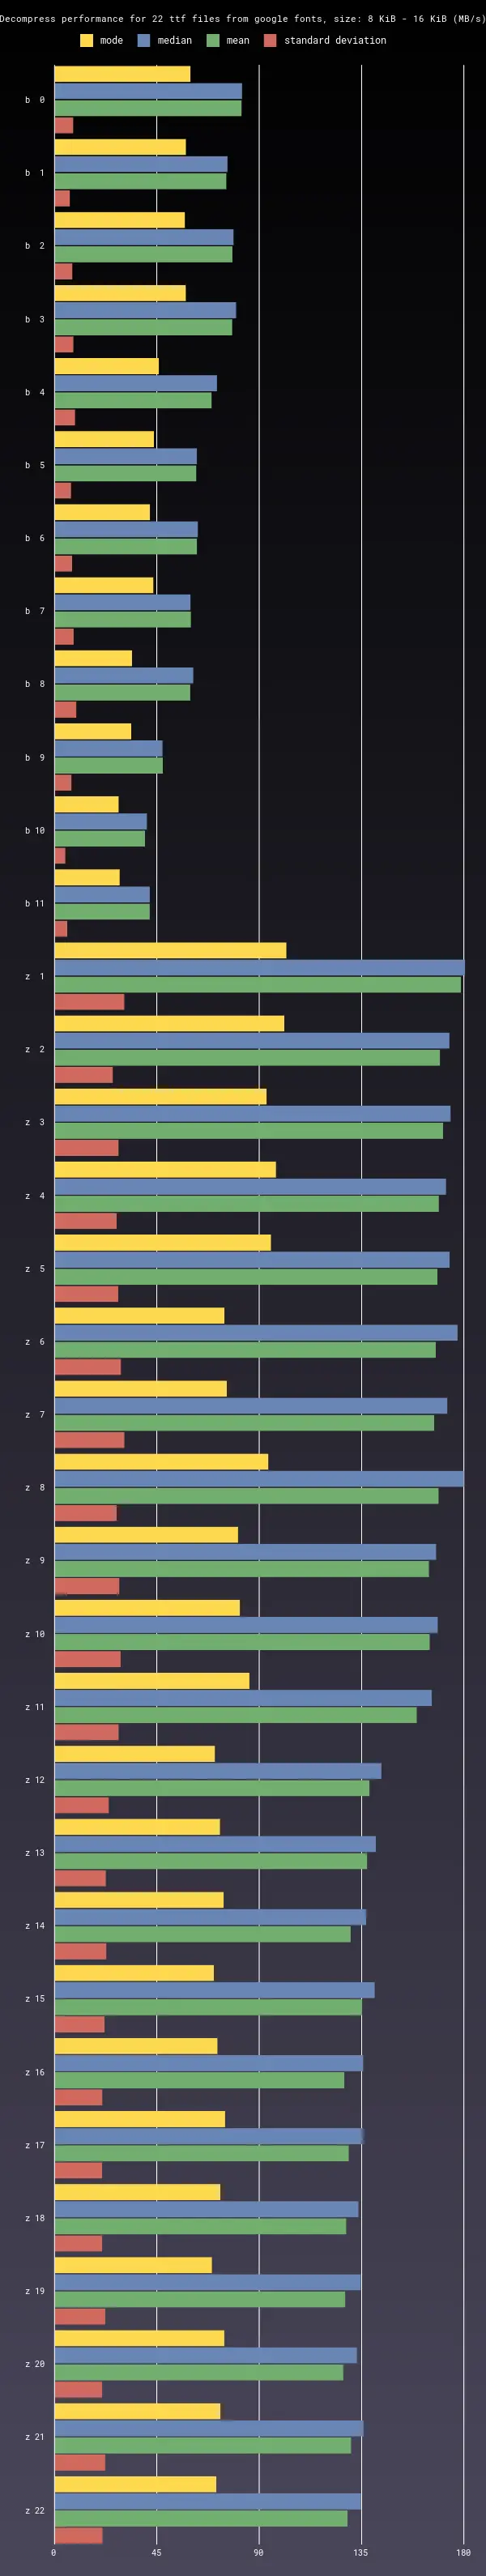 Decompress performance for 22 ttf files from google fonts, size: 8 KiB - 16 KiB (MB/s)
mode median mean standard deviation
b 0
b 1
b 2
b 3
b 4
b 5
b 6
b 7
b 8
b 9
b 10
b 11
z 1
z 2
z 3
z 4
z 5
z 6
z 7
z 8
z 9
z 10
z 11
z 12
z 13
z 14
z 15
z 16
z 17
z 18
z 19
z 20
z 21
z 22
0 45 90 135 180